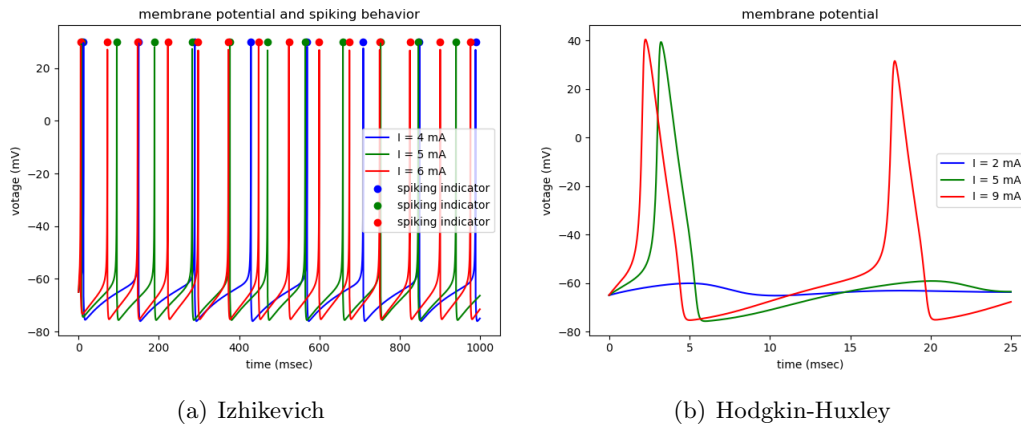 membrane potential and spiking behavior
votage (mV)
20
0
−20
−40
−60
−80
I = 4 mA
I = 5 mA
I = 6 mA
spiking indicator
spiking indicator
spiking indicator
0
200
400
600
800
1000
time (msec)
(a) Izhikevich
membrane potential
votage (mV)
40
20
0
−20
−40
−60
−80
I = 2 mA
I = 5 mA
I = 9 mA
0
5
10
15
20
25
time (msec)
(b) Hodgkin-Huxley